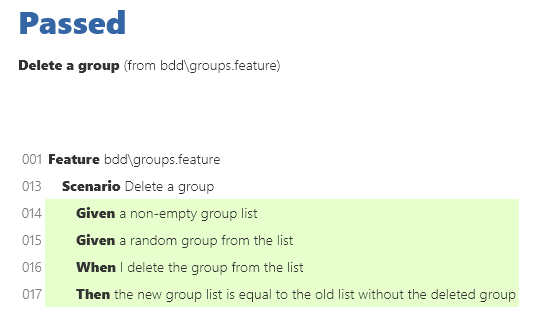 Passed
Delete a group (from bdd\groups.feature)
001 Feature bdd\groups.feature
013 Scenario Delete a group
014 Given a non-empty group list
015 Given a random group from the list
016 When I delete the group from the list
017 Then the new group list is equal to the old list without the deleted group